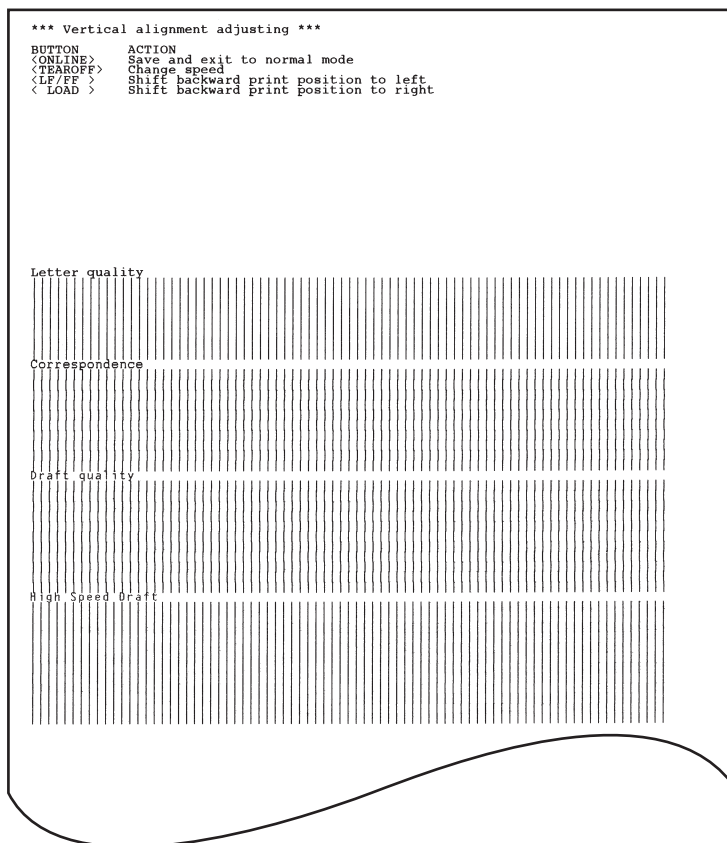 *** Vertical alignment adjusting ***
BUTTON ACTION
<ONLINE> Save and exit to normal mode
<TEAROFF> Change speed
<LF/FF > Shift backward print position to left
< LOAD > Shift backward print position to right
Letter quality
Correspondence
Draft quality
High Speed Draft